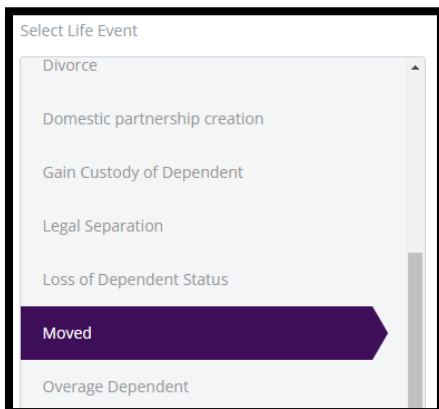 Select Life Event
Divorce
Domestic partnership creation
Gain Custody of Dependent
Legal Separation
Loss of Dependent Status
Moved
Overage Dependent